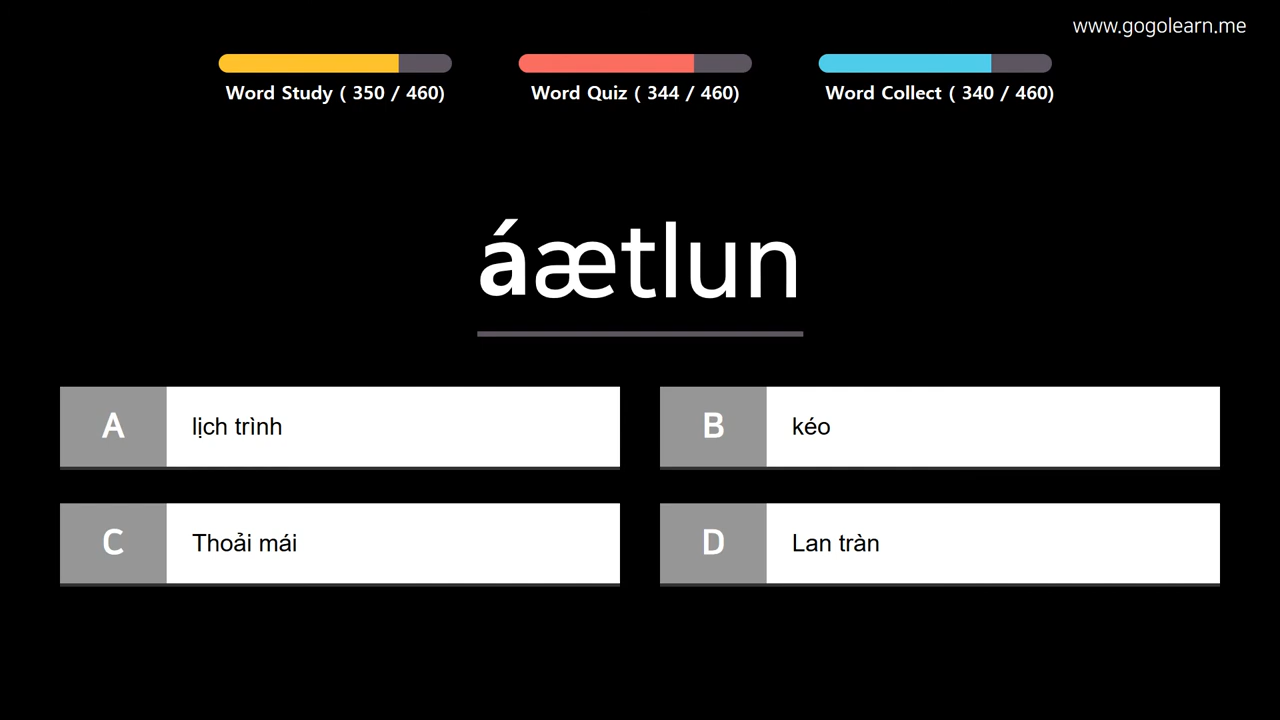 www.gogolearn.me
Word Study ( 350 / 460)
Word Quiz ( 344 / 460)
Word Collect ( 340 / 460)
áætlun
A lịch trình
B kéo
C Thoải mái
D Lan tràn